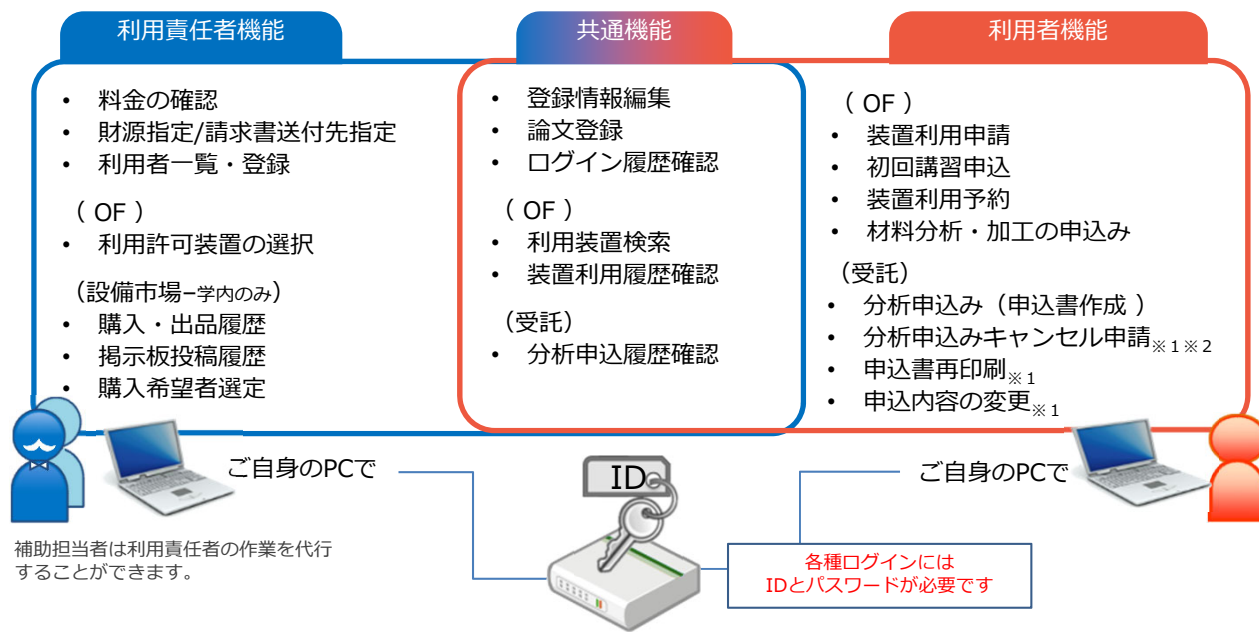 利用責任者機能
• 料金の確認
• 財源指定/請求書送付先指定
• 利用者一覧・登録
（ OF ）
• 利用許可装置の選択
（設備市場−学内のみ）
• 購入・出品履歴
• 掲示板投稿履歴
• 購入希望者選定
共通機能
• 登録情報編集
• 論文登録
• ログイン履歴確認
（ OF ）
• 利用装置検索
• 装置利用履歴確認
（受託）
• 分析申込履歴確認
利用者機能
（ OF ）
• 装置利用申請
• 初回講習申込
• 装置利用予約
• 材料分析・加工の申込み
（受託）
• 分析申込み（申込書作成 ）
• 分析申込みキャンセル申請※１※２
• 申込書再印刷※１
• 申込内容の変更※１
ご自身のPCで
ID
ご自身のPCで
補助担当者は利用責任者の作業を代行
することができます。
各種ログインには
IDとパスワードが必要です